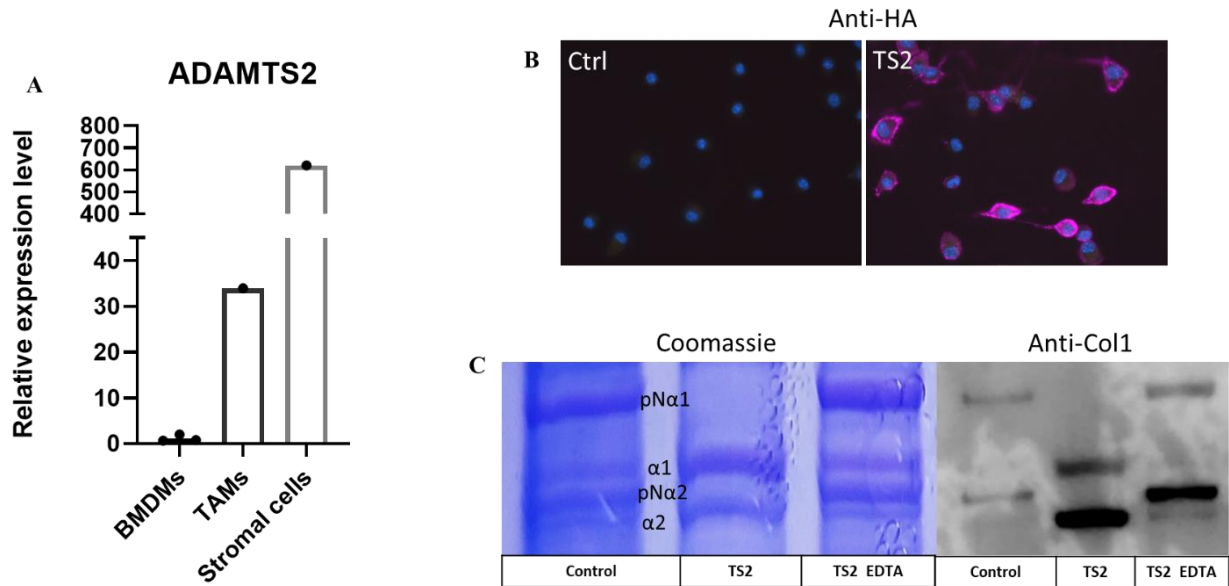 A
ADAMTS2
Relative expression level
800
700
600
500
400
40
30
20
10
0
BMDMs
TAMs
Stromal cells
Anti-HA
B
Ctrl
TS2
C
Coomassie
Anti-Col1
pNα1
α1
pNα2
α2
Control
TS2
TS2 EDTA
Control
TS2
TS2 EDTA